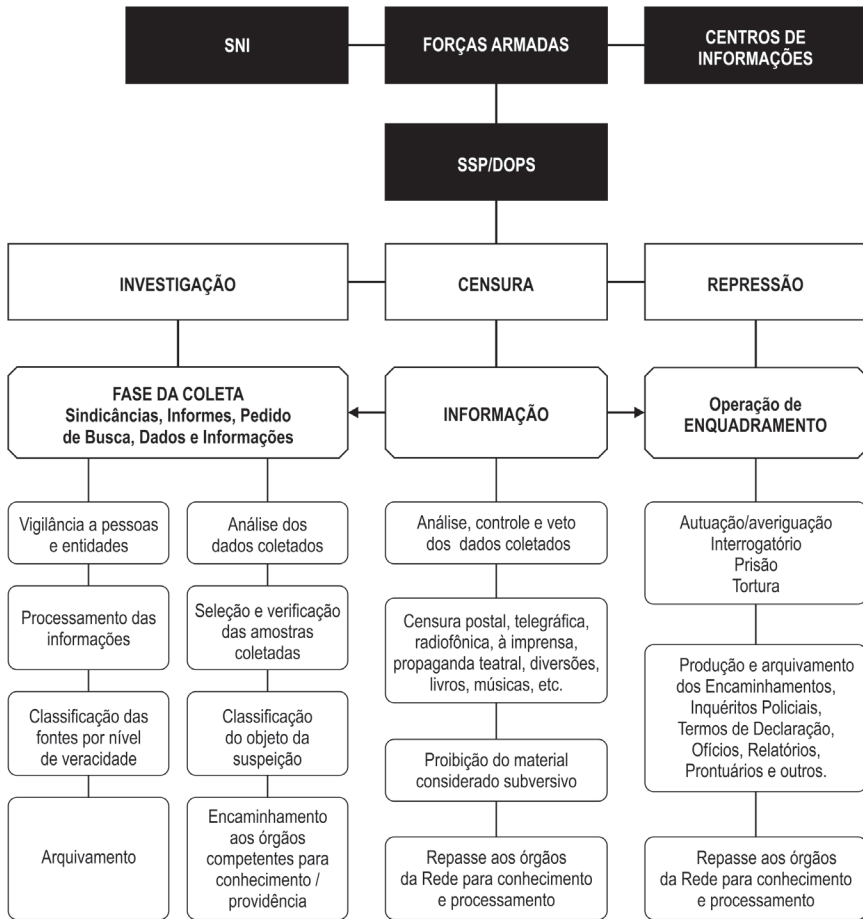 SNI
FORÇAS ARMADAS
CENTROS DE
INFORMAÇÕES
SSP/DOPS
INVESTIGAÇÃO
CENSURA
REPRESSÃO
FASE DA COLETA
Sindicâncias, Informes, Pedido
de Busca, Dados e Informações
INFORMAÇÃO
Operação de
ENQUADRAMENTO
Vigilância a pessoas
e entidades
Análise dos
dados coletados
Análise, controle e veto
dos dados coletados
Autuação/averiguação
Interrogatório
Prisão
Tortura
Processamento das
informações
Seleção e verificação
das amostras
coletadas
Censura postal, telegráfica,
radiofônica, à imprensa,
propaganda teatral, diversões,
livros, músicas, etc.
Produção e arquivamento
dos Encaminhamentos,
Inquéritos Policiais,
Termos de Declaração,
Ofícios, Relatórios,
Prontuários e outros.
Classificação das
fontes por nível
de veracidade
Classificação
do objeto da
suspeição
Proibição do material
considerado subversivo
Arquivamento
Encaminhamento
aos órgãos
competentes para
conhecimento /
providência
Repasse aos órgãos
da Rede para conhecimento
e processamento
Repasse aos órgãos
da Rede para conhecimento
e processamento